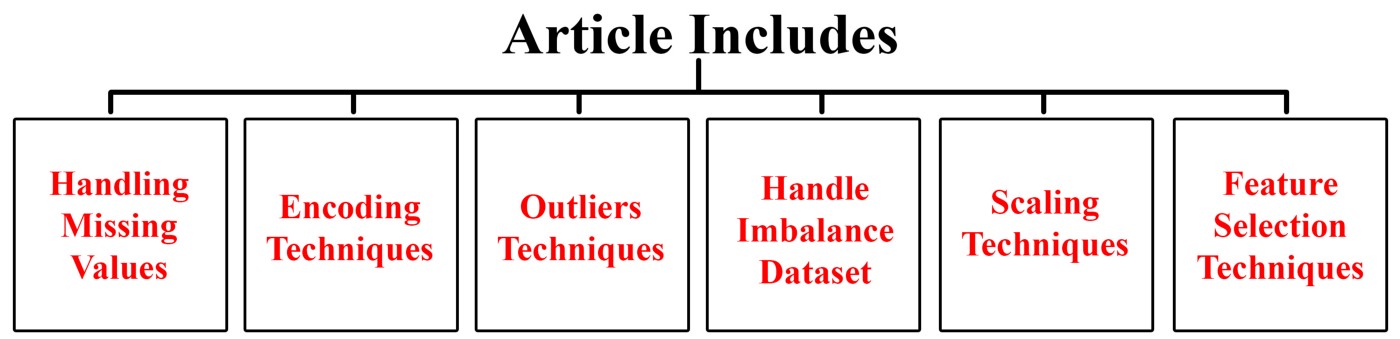 Article Includes
Handling
Missing
Values
Encoding
Techniques
Outliers
Techniques
Handle
Imbalance
Dataset
Scaling
Techniques
Feature
Selection
Techniques